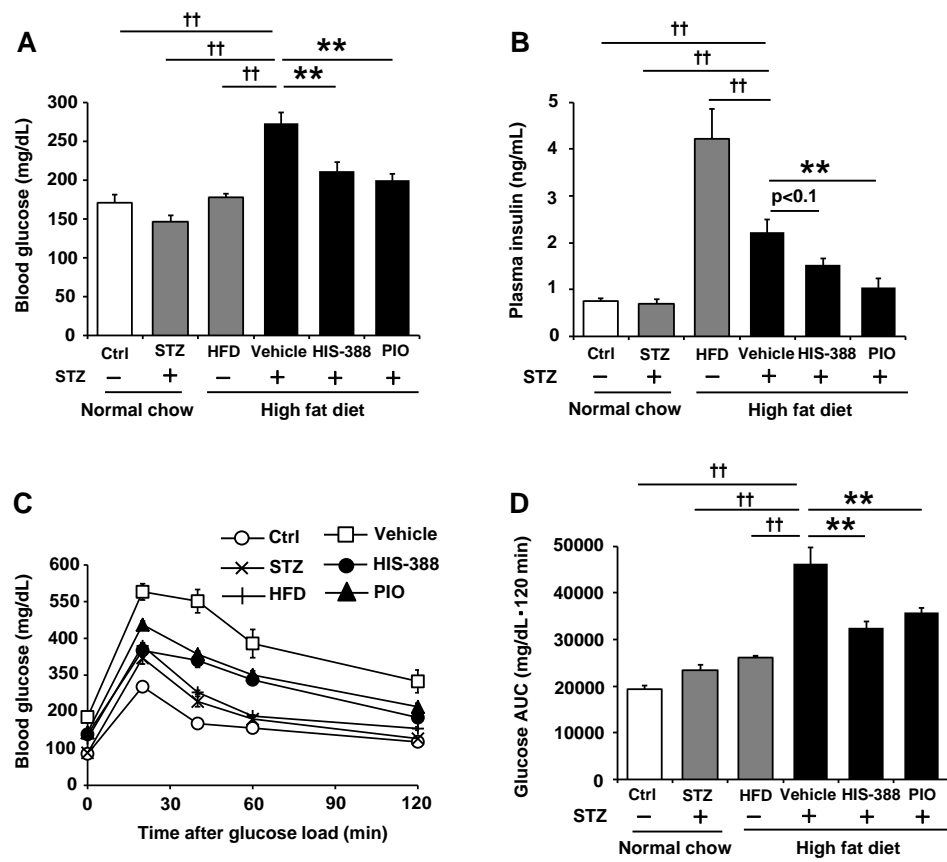 A
††
††
**
††
**
Blood glucose (mg/dL)
300
250
200
150
100
50
0
Ctrl STZ HFD Vehicle HIS-388 PIO
STZ − + − + + +
Normal chow High fat diet
B
††
††
††
**
p<0.1
Plasma insulin (ng/mL)
5
4
3
2
1
0
Ctrl STZ HFD Vehicle HIS-388 PIO
STZ − + − + + +
Normal chow High fat diet
C
Ctrl Vehicle
STZ HIS-388
HFD PIO
Blood glucose (mg/dL)
600
550
400
350
200
100
0
0 30 60 90 120
Time after glucose load (min)
D
††
††
**
††
**
Glucose AUC (mg/dL·120 min)
50000
40000
30000
20000
10000
0
Ctrl STZ HFD Vehicle HIS-388 PIO
STZ − + − + + +
Normal chow High fat diet